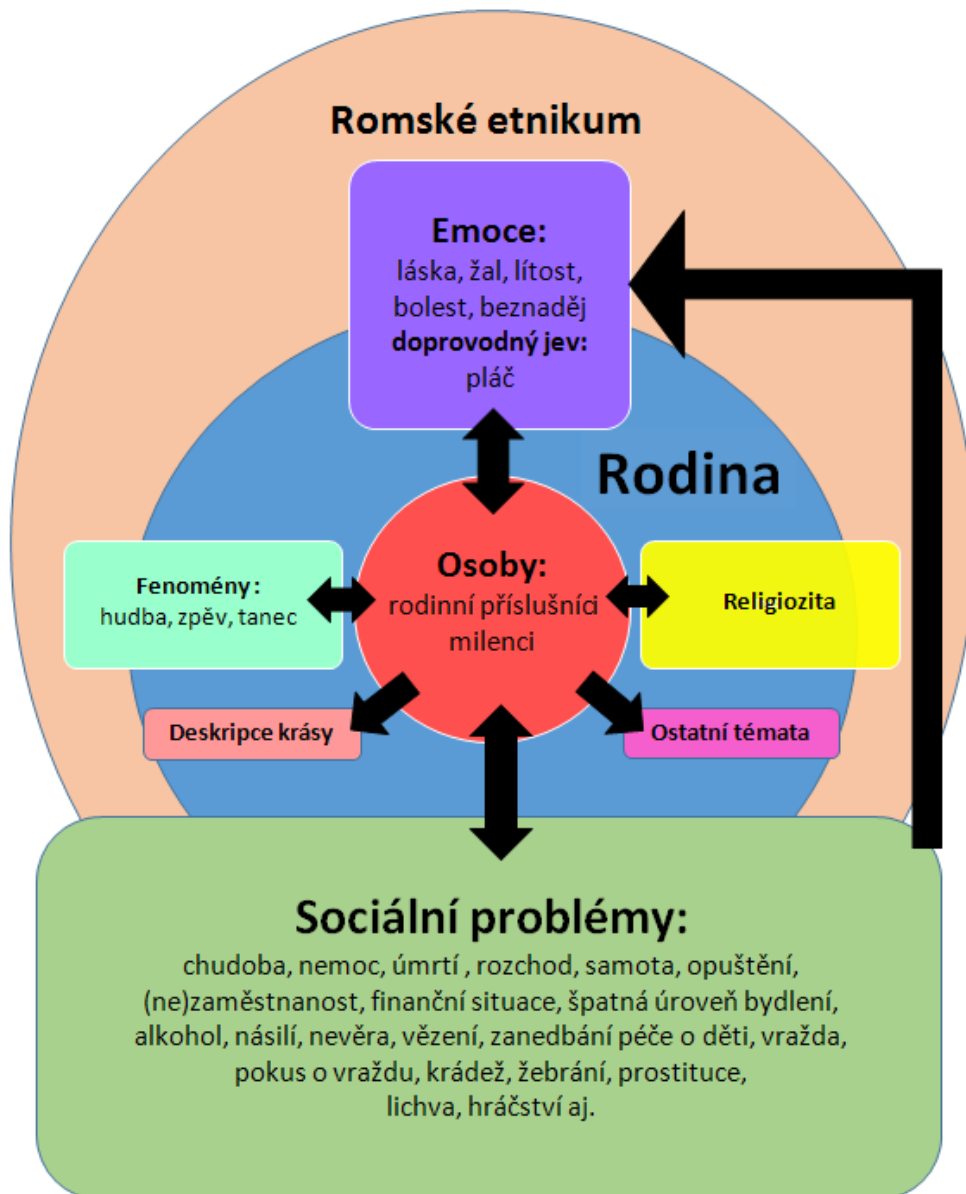 Romské etnikum
Emoce:
láska, žal, lítost,
bolest, beznaděj
doprovodný jev:
pláč
Rodina
Fenomény :
hudba, zpěv, tanec
Osoby:
rodinní příslušníci
milenci
Religiozita
Deskripce krásy
Ostatní témata
Sociální problémy:
chudoba, nemoc, úmrtí , rozchod, samota, opuštění,
(ne)zaměstnanost, finanční situace, špatná úroveň bydlení,
alkohol, násilí, nevěra, vězení, zanedbání péče o děti, vražda,
pokus o vraždu, krádež, žebrání, prostituce,
lichva, hráčství aj.